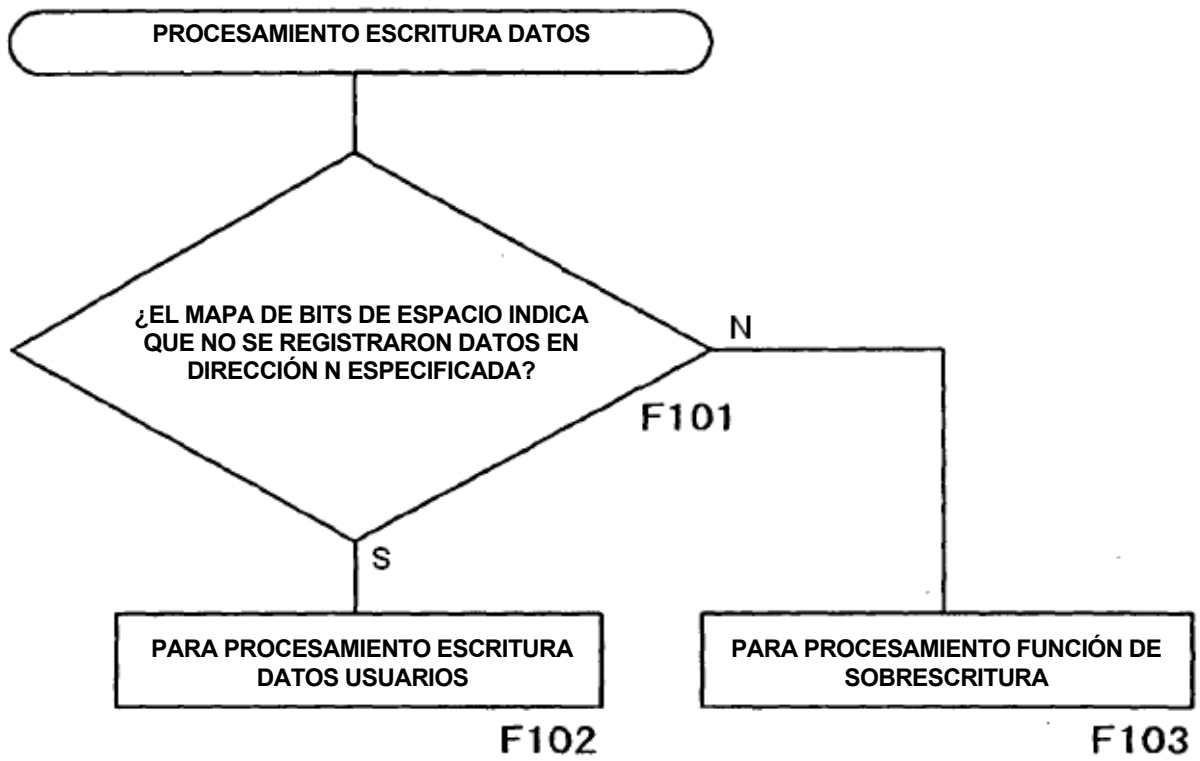 PROCESAMIENTO ESCRITURA DATOS
¿EL MAPA DE BITS DE ESPACIO INDICA
QUE NO SE REGISTRARON DATOS EN
DIRECCIÓN N ESPECIFICADA?
N
F101
S
PARA PROCESAMIENTO ESCRITURA
DATOS USUARIOS
F102
PARA PROCESAMIENTO FUNCIÓN DE
SOBRESCRITURA
F103